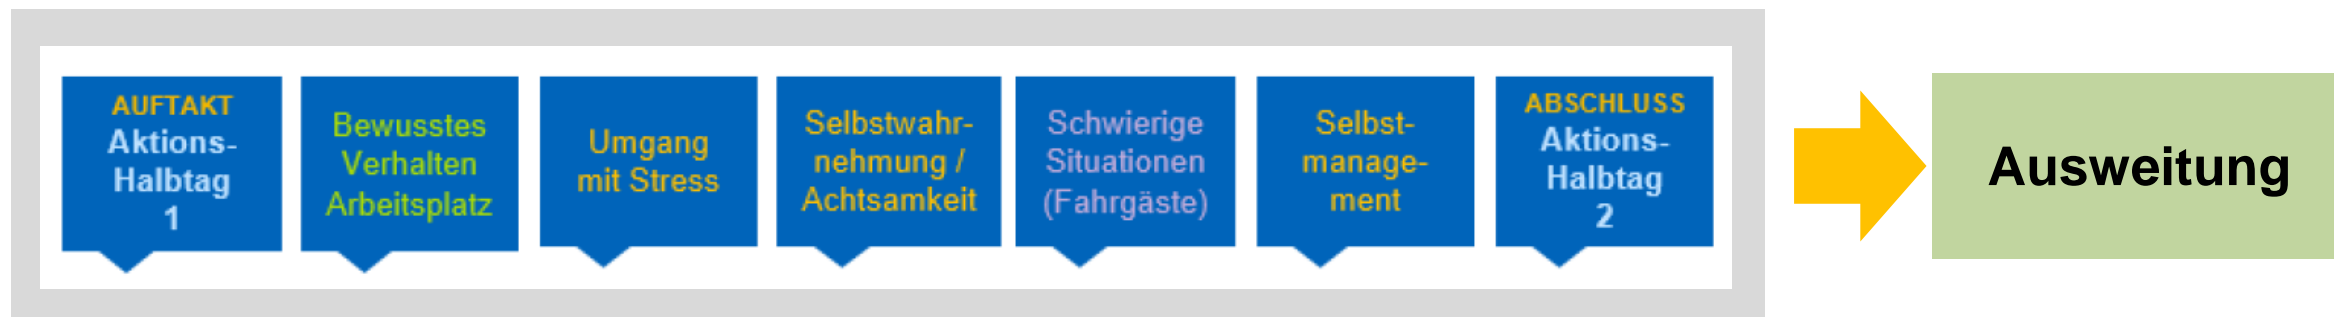 AUFTAKT
Aktions-
Halbtag
1
Bewusstes
Verhalten
Arbeitsplatz
Umgang
mit Stress
Selbstwahr-
nehmung /
Achtsamkeit
Schwierige
Situationen
(Fahrgäste)
Selbst-
manage-
ment
ABSCHLUSS
Aktions-
Halbtag
2
Ausweitung